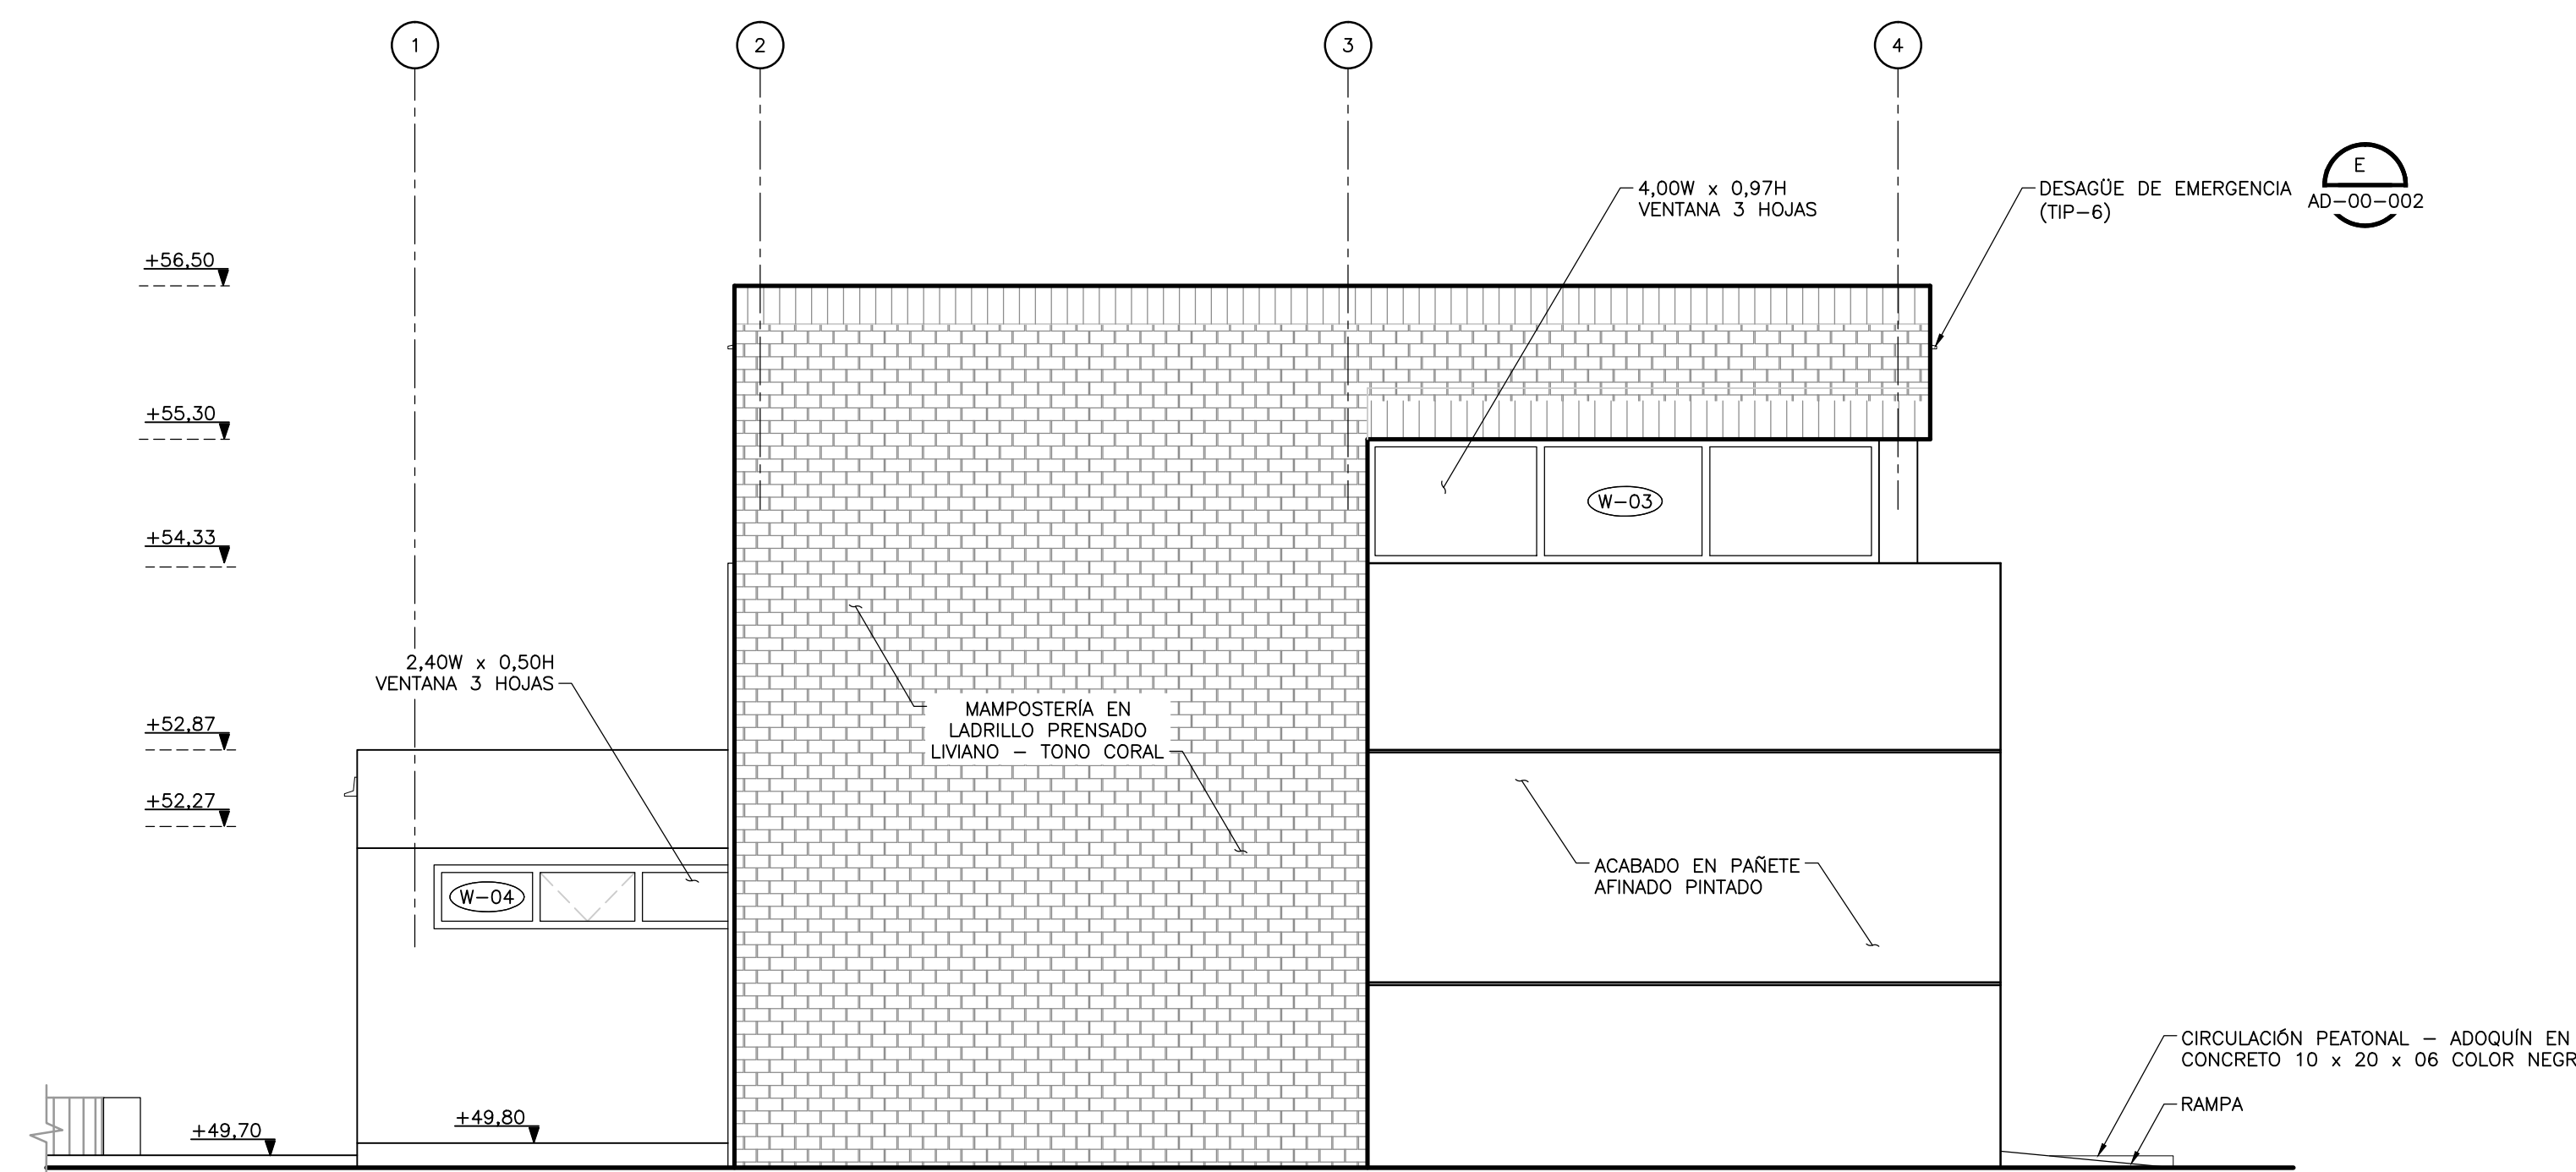 1
2
3
4
E
AD-00-002
4,00W x 0,97H
VENTANA 3 HOJAS
DESAGÜE DE EMERGENCIA
(TIP-6)
+56,50
+55,30
W-03
+54,33
2,40W x 0,50H
VENTANA 3 HOJAS
MAMPOSTERÍA EN
LADRILLO PRENSADO
LIVIANO - TONO CORAL
+52,87
+52,27
ACABADO EN PAÑETE
AFINADO PINTADO
W-04
CIRCULACIÓN PEATONAL - ADOQUÍN EN
CONCRETO 10 x 20 x 06 COLOR NEGR
RAMPA
+49,80
+49,70